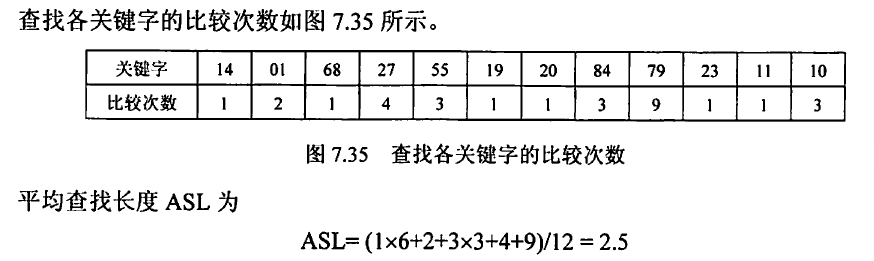 查找各关键字的比较次数如图 7.35 所示。
关键字 14 01 68 27 55 19 20 84 79 23 11 10
比较次数 1 2 1 4 3 1 1 3 9 1 1 3
图 7.35 查找各关键字的比较次数
平均查找长度 ASL 为
ASL= (1×6+2+3×3+4+9)/12 = 2.5